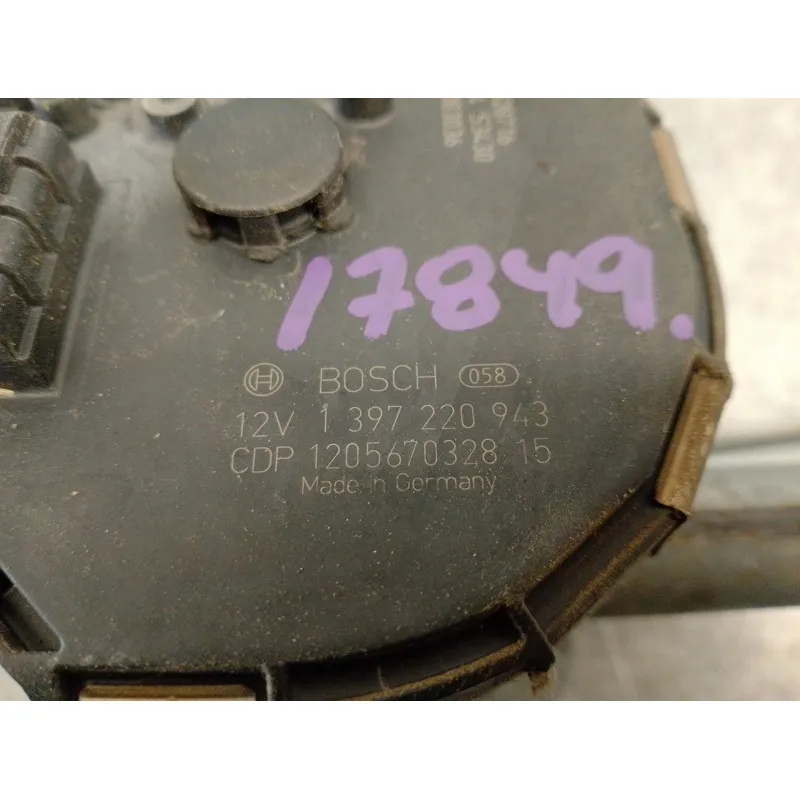 17849.
BOSCH 058
12V 1 397 220 943
CDP 1205670328 15
Made in Germany